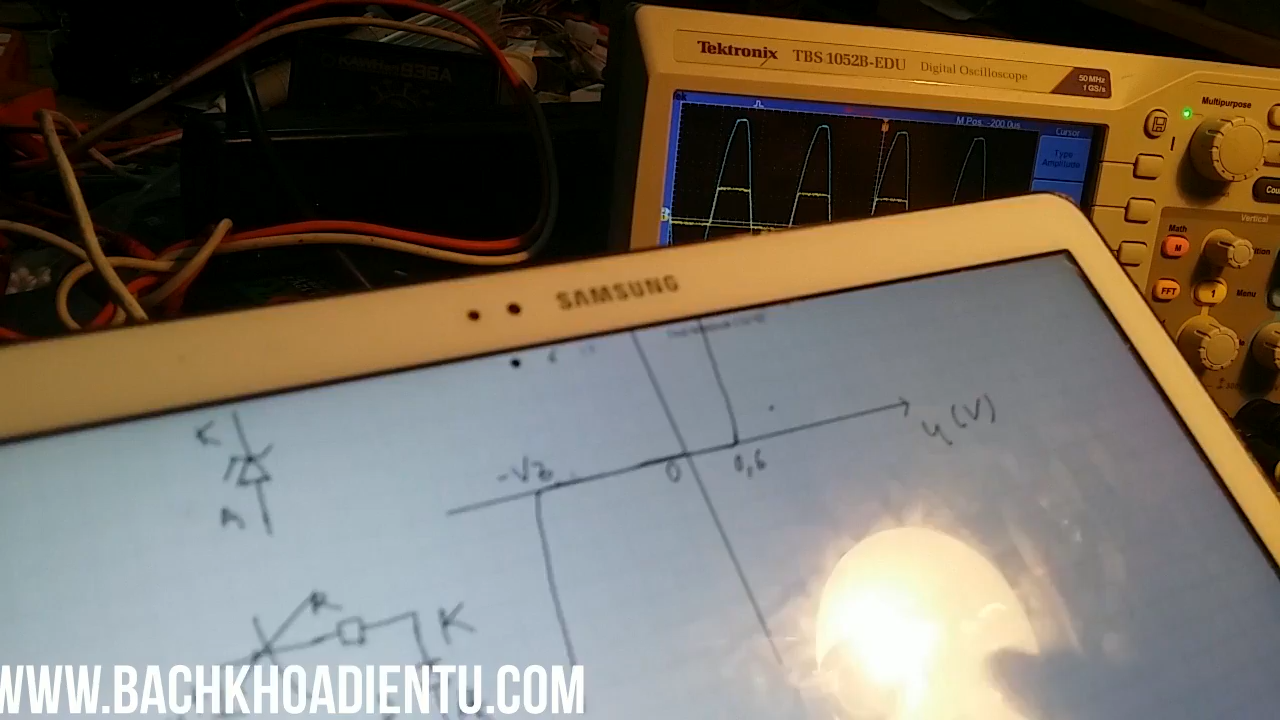 Tektronix TBS 1052B-EDU Digital Oscilloscope
50 MHz
1 GS/s
M Pos: -200.0us
Cursor
Type
Amplitude
Multipurpose
Vertical
Math
M
FFT
1
Menu
SAMSUNG
K
A
-Vz
0
0,6
(V)
R
K
WWW.BACHKHOADIENTU.COM